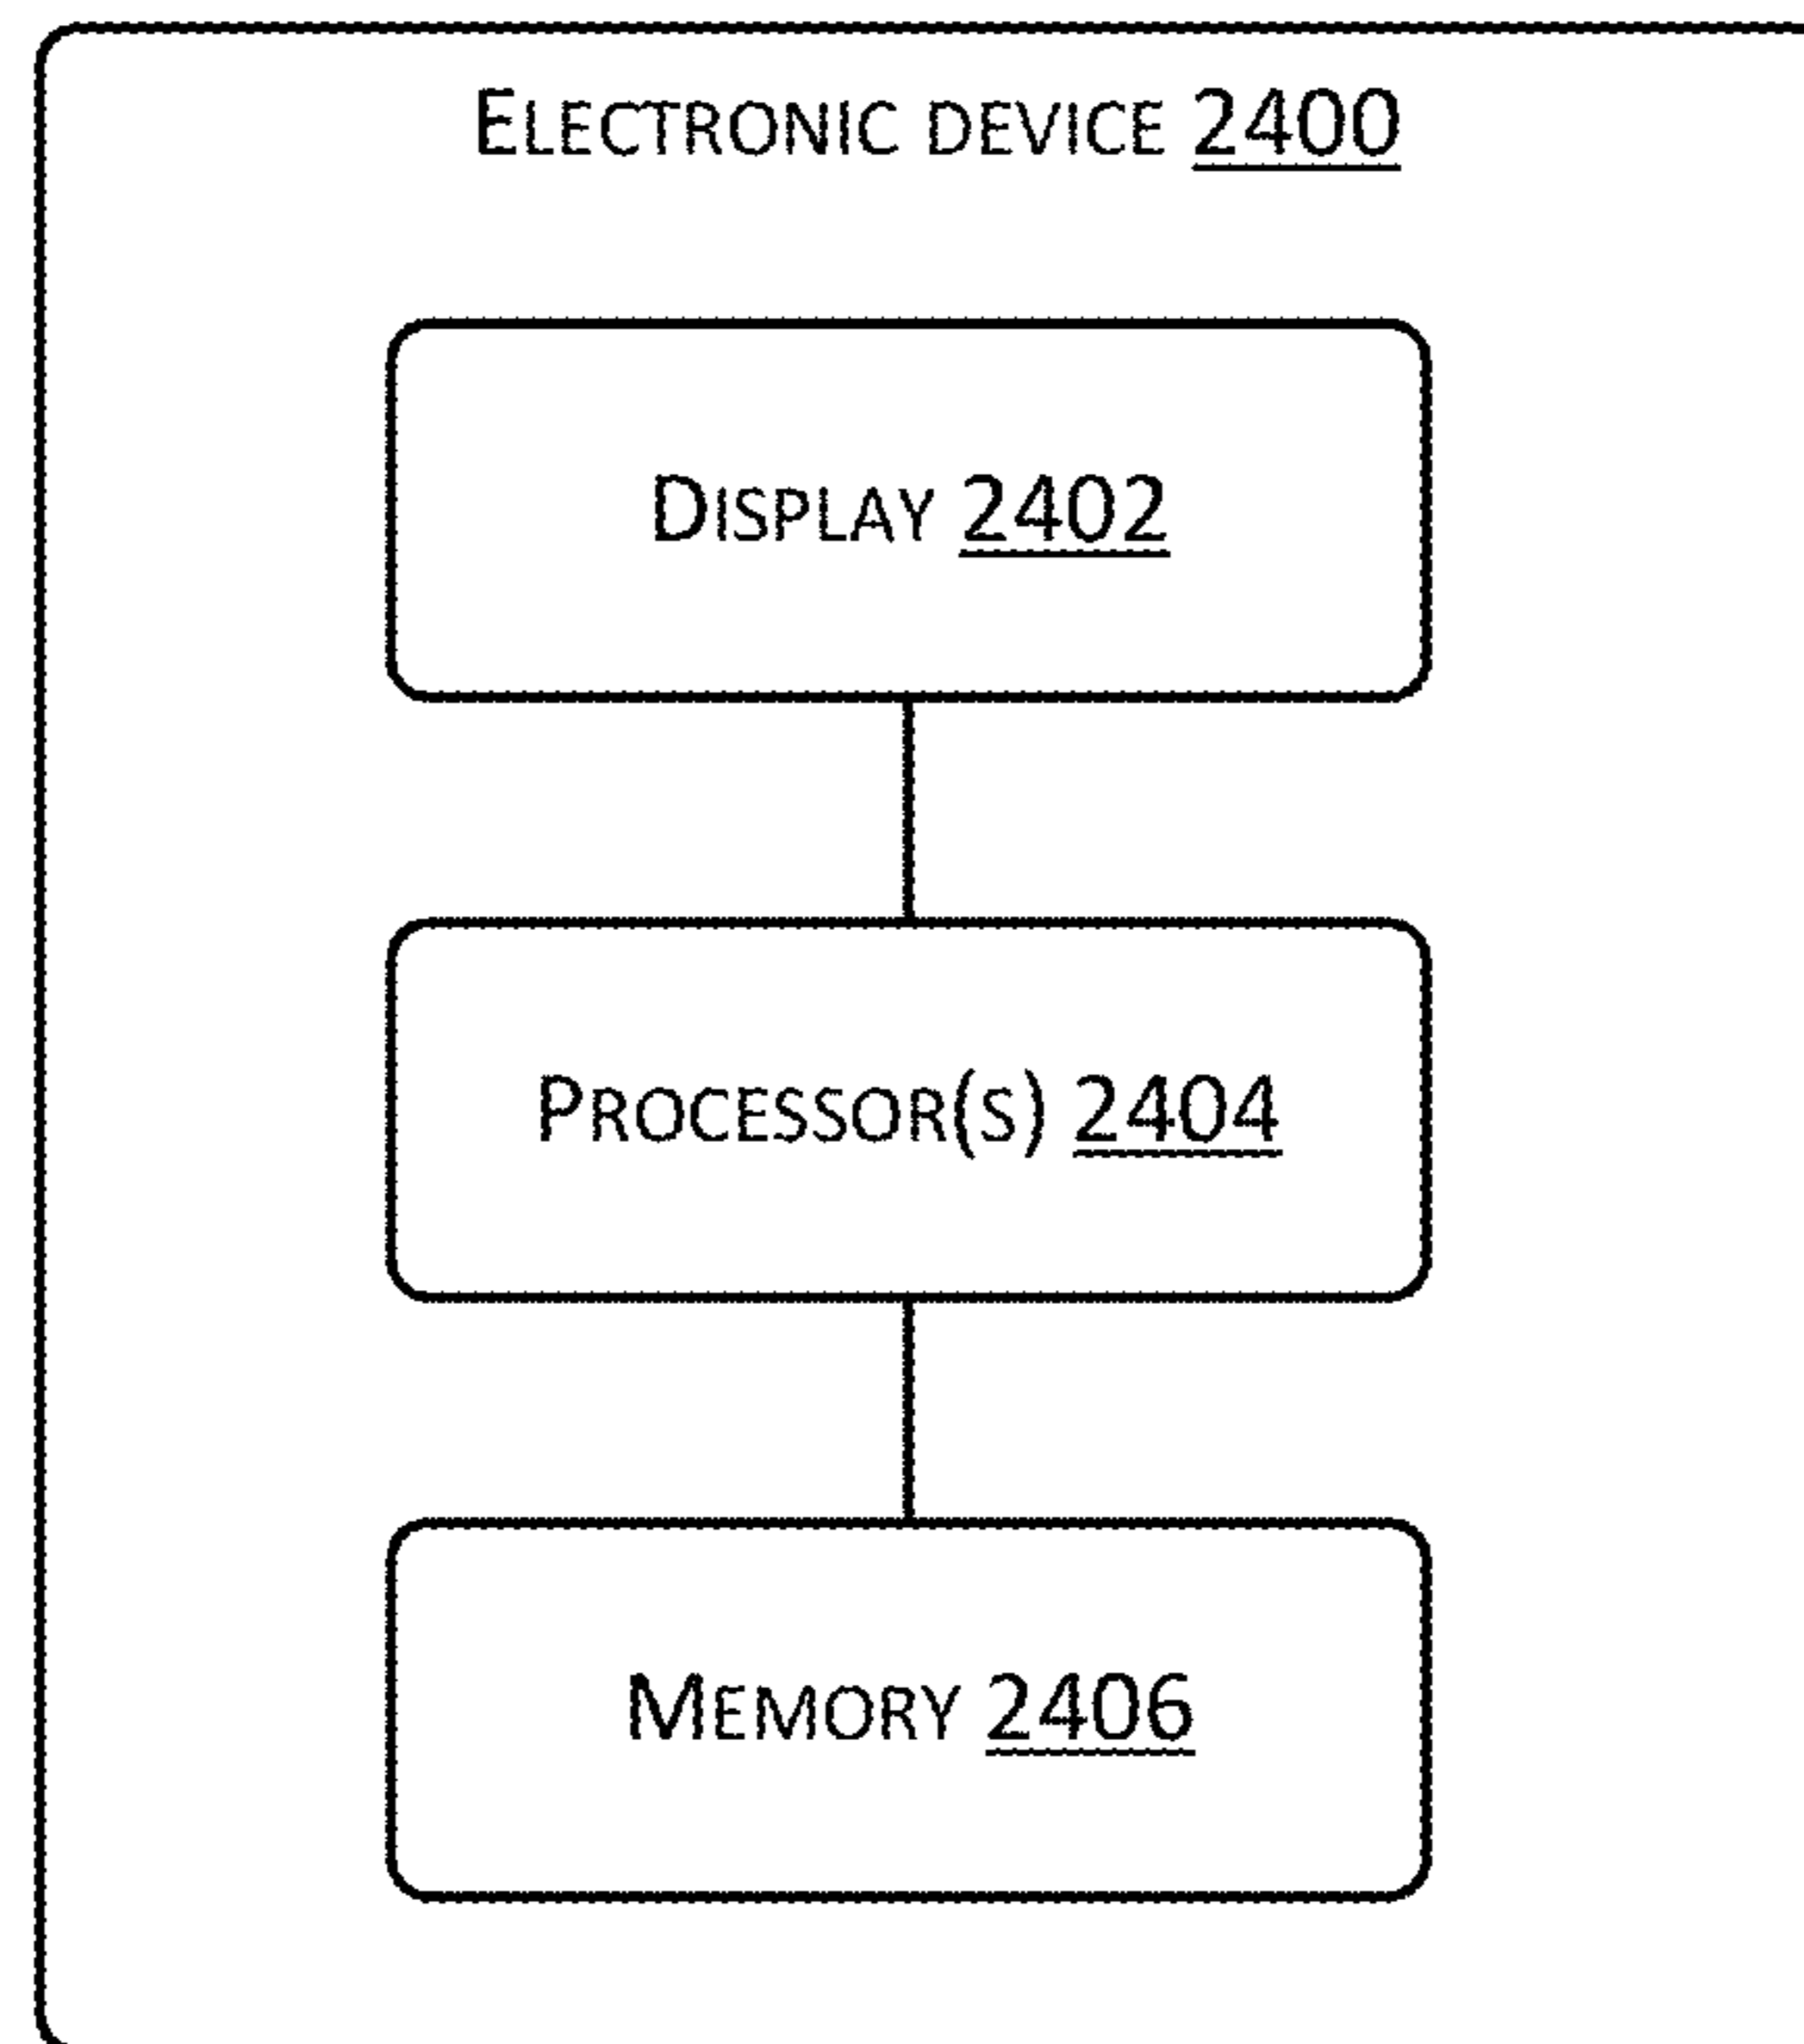 ELECTRONIC DEVICE 2400
DISPLAY 2402
PROCESSOR(S) 2404
MEMORY 2406